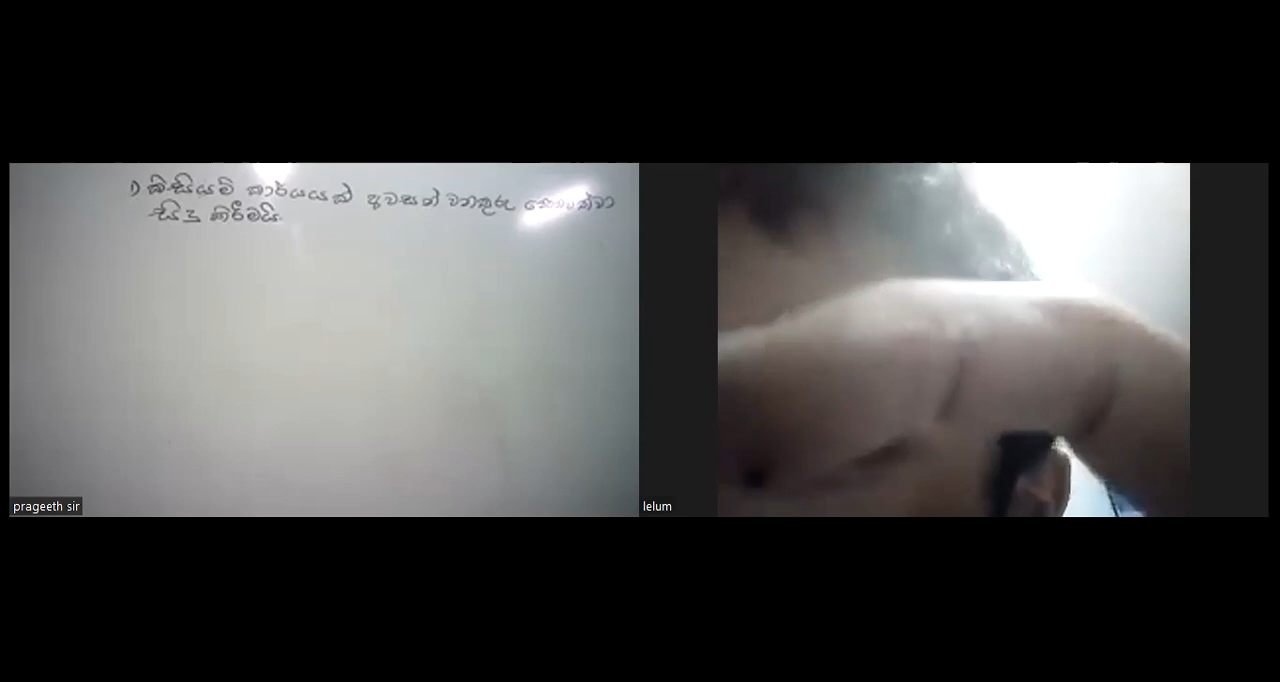 1) කිසියම් කාර්යයක් අවසන් වනතුරු
සිදු කිරීමයි.
prageeth sir
lelum